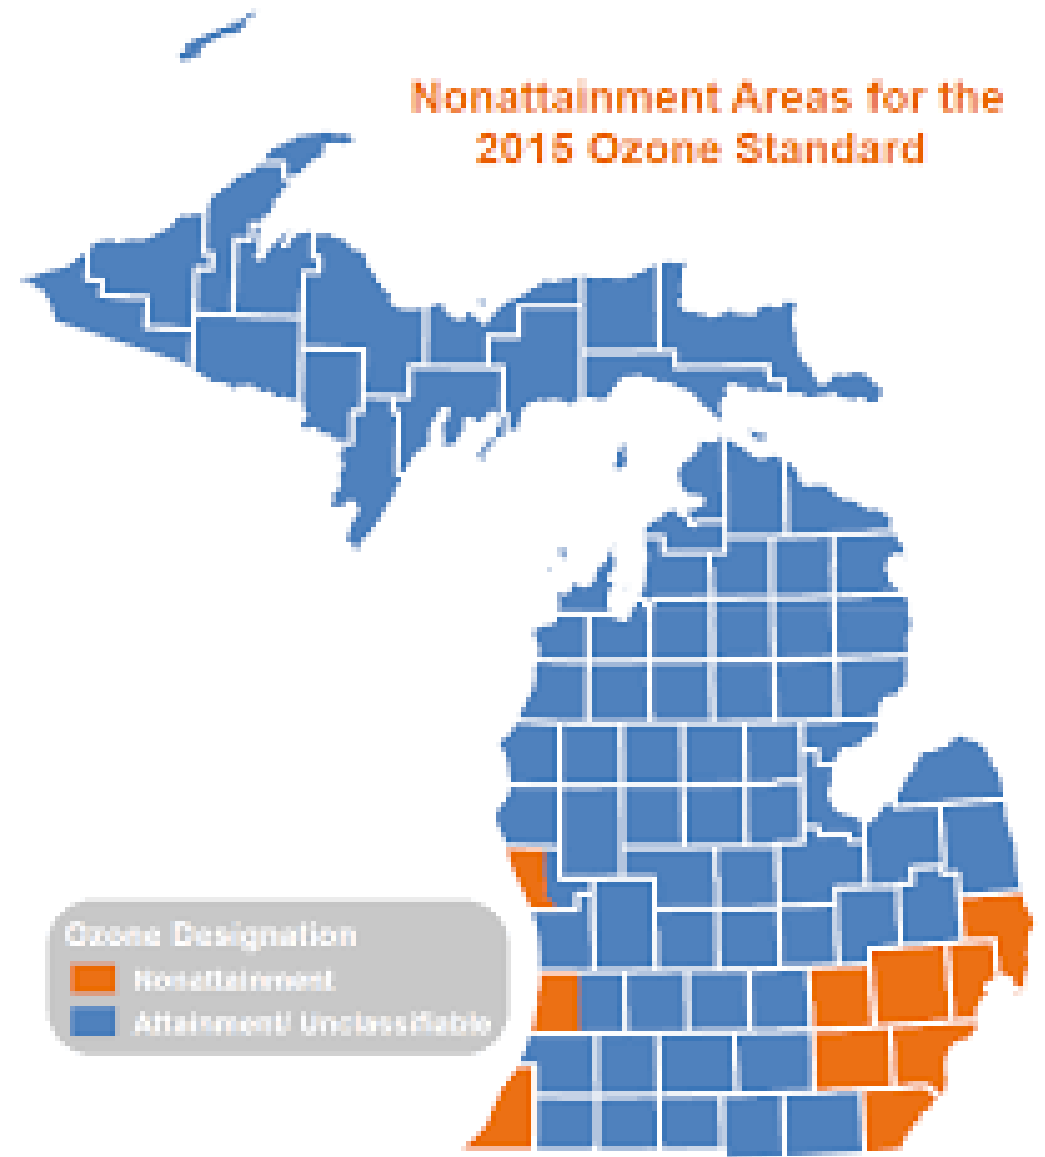 Nonattainment Areas for the
2015 Ozone Standard
Ozone Designation
Nonattainment
Attainment/ Unclassifiable